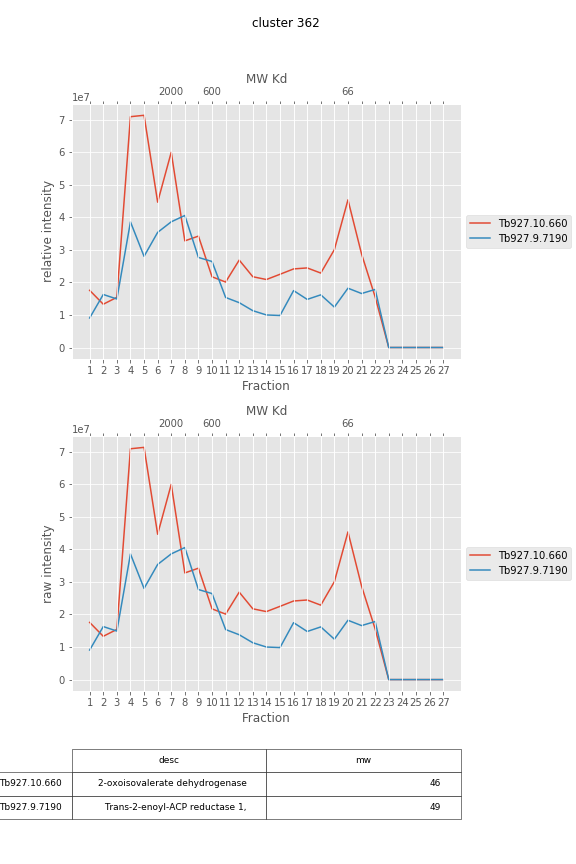 cluster 362
MW Kd
2000 600 66
1e7
7
6
5
4
3
2
1
0
relative intensity
1 2 3 4 5 6 7 8 9 10 11 12 13 14 15 16 17 18 19 20 21 22 23 24 25 26 27
Fraction
Tb927.10.660
Tb927.9.7190
MW Kd
2000 600 66
1e7
7
6
5
4
3
2
1
0
raw intensity
1 2 3 4 5 6 7 8 9 10 11 12 13 14 15 16 17 18 19 20 21 22 23 24 25 26 27
Fraction
Tb927.10.660
Tb927.9.7190
desc mw
Tb927.10.660 2-oxoisovalerate dehydrogenase 46
Tb927.9.7190 Trans-2-enoyl-ACP reductase 1, 49